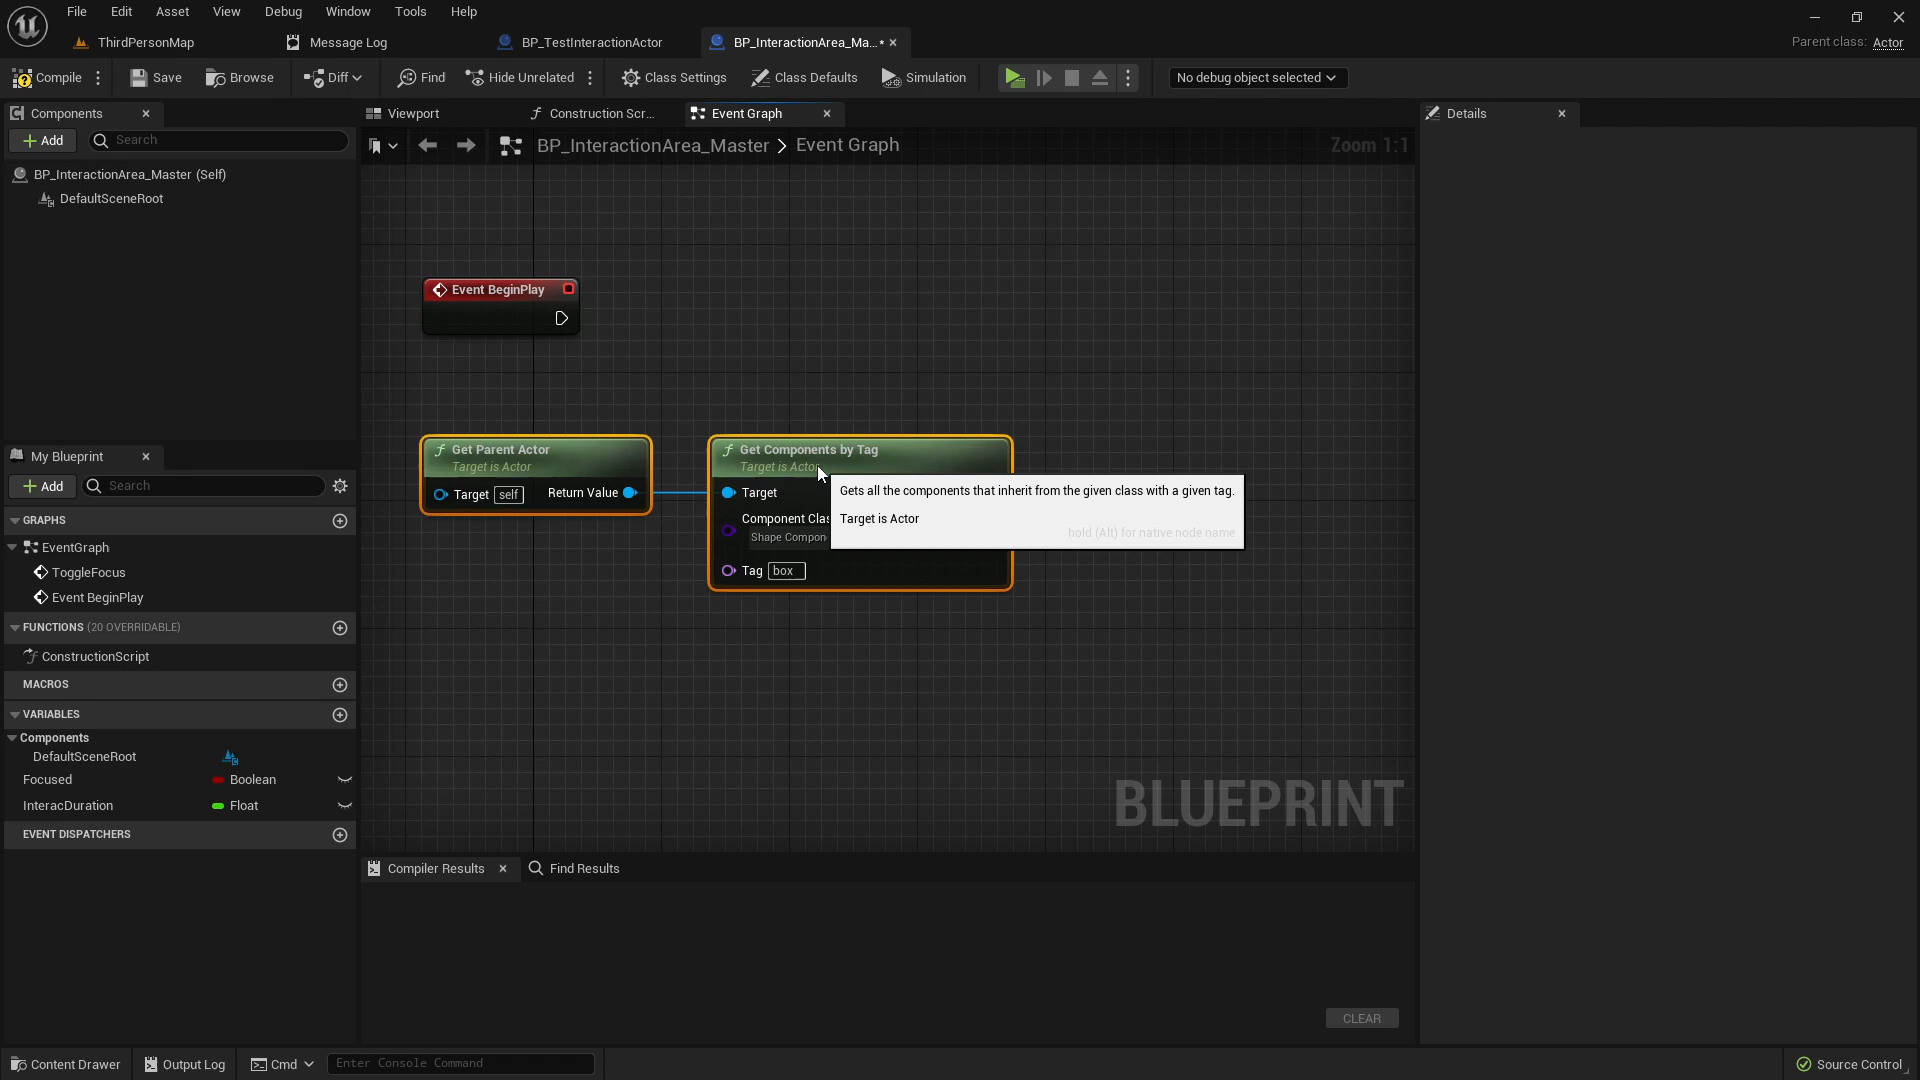 File Edit Asset View Debug Window Tools Help
ThirdPersonMap Message Log BP_TestInteractionActor BP_InteractionArea_Ma...* Parent class: Actor
Compile Save Browse Diff Find Hide Unrelated Class Settings Class Defaults Simulation No debug object selected
Components
Add Search
BP_InteractionArea_Master (Self)
DefaultSceneRoot
Viewport Construction Scr... Event Graph
BP_InteractionArea_Master > Event Graph Zoom 1:1
Details
Event BeginPlay
Get Parent Actor
Target is Actor
Target self Return Value
Get Components by Tag
Target is Actor
Target
Component Clas
Shape Compon
Tag box
Gets all the components that inherit from the given class with a given tag.
Target is Actor
hold (Alt) for native node name
My Blueprint
Add Search
GRAPHS
EventGraph
ToggleFocus
Event BeginPlay
FUNCTIONS (20 OVERRIDABLE)
ConstructionScript
MACROS
VARIABLES
Components
DefaultSceneRoot
Focused Boolean
InteracDuration Float
EVENT DISPATCHERS
BLUEPRINT
Compiler Results Find Results
CLEAR
Content Drawer Output Log Cmd Enter Console Command Source Control